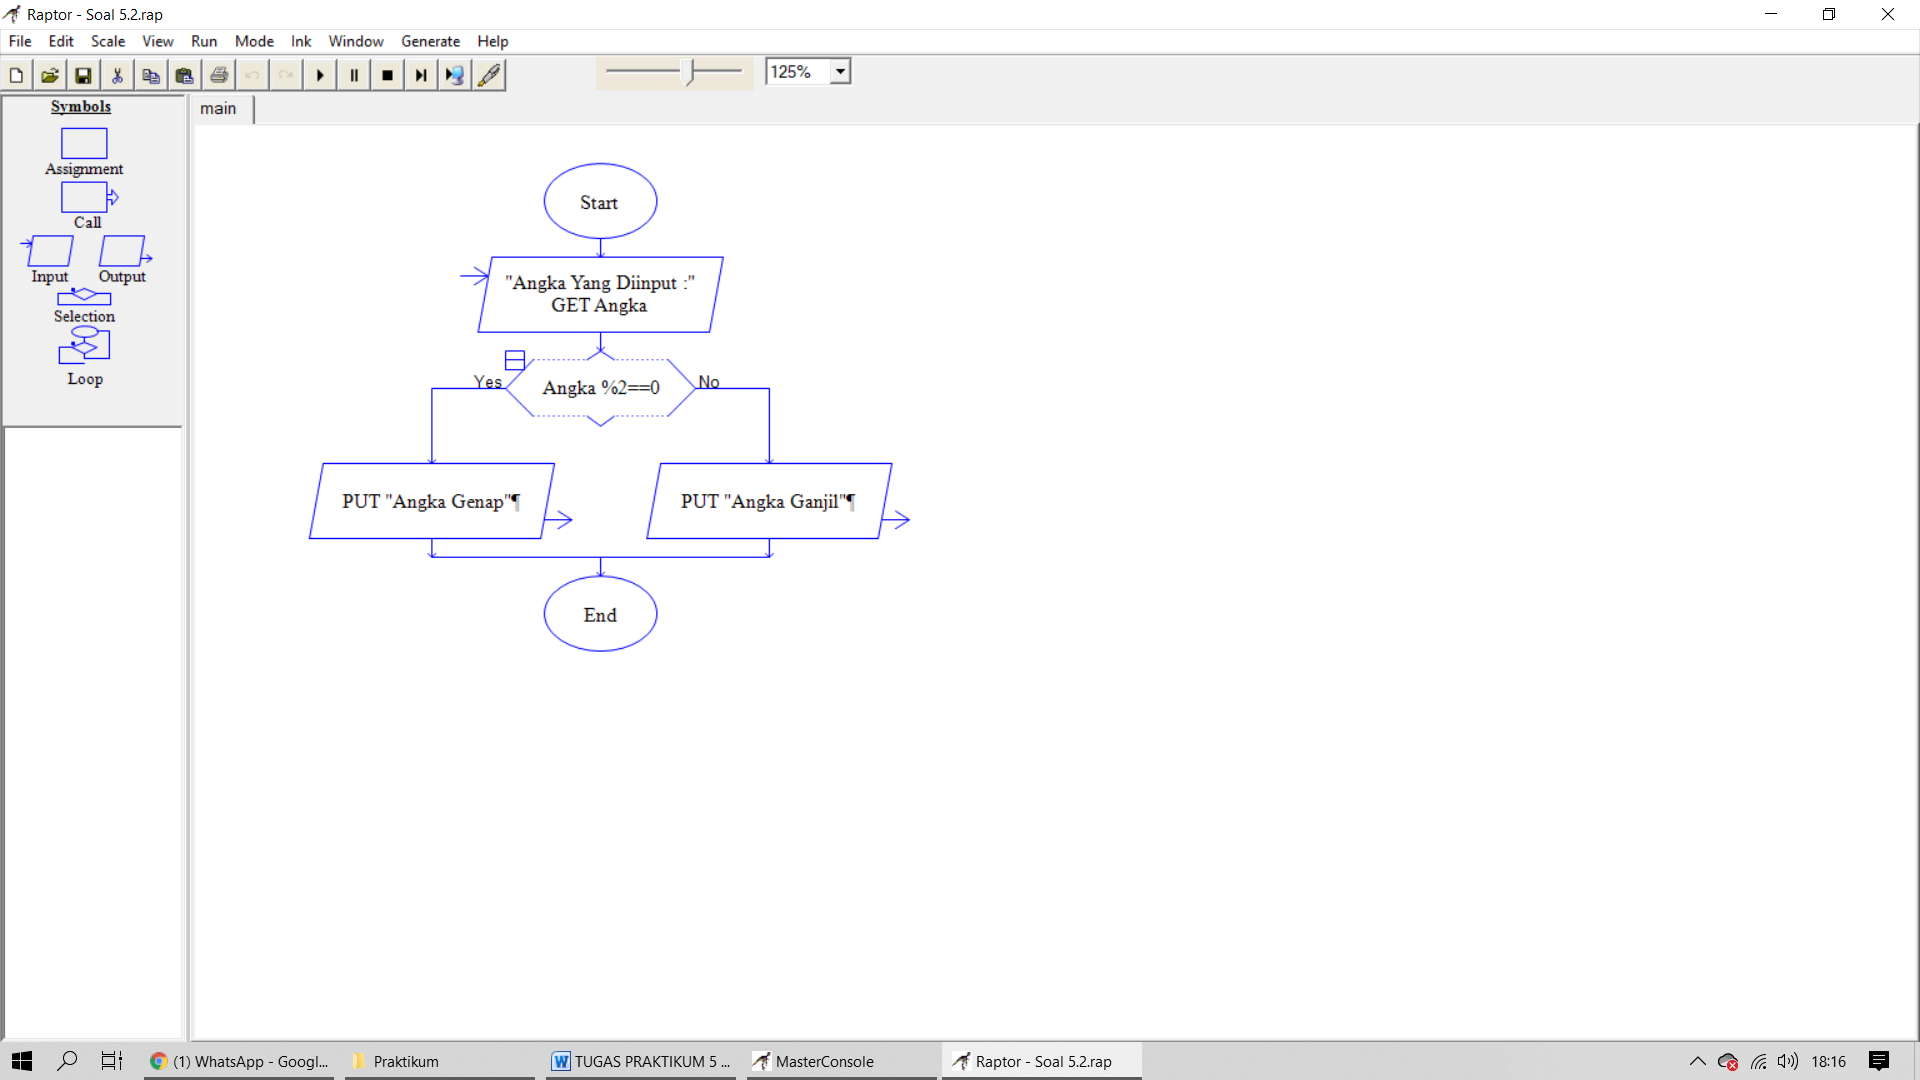 Raptor - Soal 5.2.rap
File Edit Scale View Run Mode Ink Window Generate Help
125%
Symbols
Assignment
Call
Input Output
Selection
Loop
main
Start
"Angka Yang Diinput :"
GET Angka
Yes
Angka %2==0
No
PUT "Angka Genap"¶
PUT "Angka Ganjil"¶
End
(1) WhatsApp - Googl... Praktikum TUGAS PRAKTIKUM 5 ... MasterConsole Raptor - Soal 5.2.rap 18:16